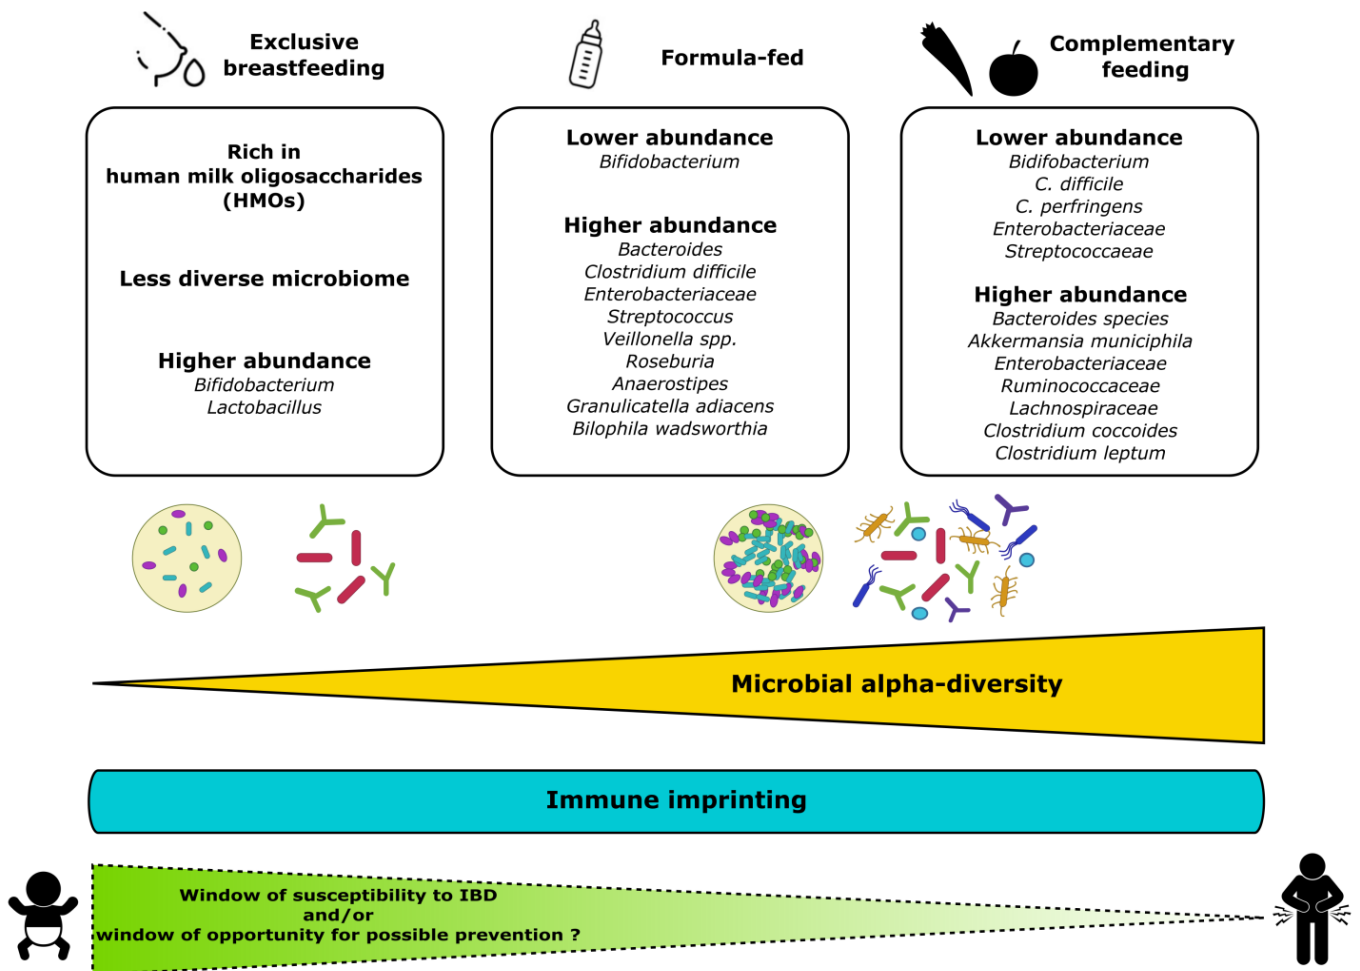 Exclusive
breastfeeding
Rich in
human milk oligosaccharides
(HMOs)
Less diverse microbiome
Higher abundance
Bifidobacterium
Lactobacillus
Formula-fed
Lower abundance
Bifidobacterium
Higher abundance
Bacteroides
Clostridium difficile
Enterobacteriaceae
Streptococcus
Veillonella spp.
Roseburia
Anaerostipes
Granulicatella adiacens
Bilophila wadsworthia
Complementary
feeding
Lower abundance
Bidifobacterium
C. difficile
C. perfringens
Enterobacteriaceae
Streptococcaeae
Higher abundance
Bacteroides species
Akkermansia municiphila
Enterobacteriaceae
Ruminococcaceae
Lachnospiraceae
Clostridium coccoides
Clostridium leptum
Microbial alpha-diversity
Immune imprinting
Window of susceptibility to IBD
and/or
window of opportunity for possible prevention ?